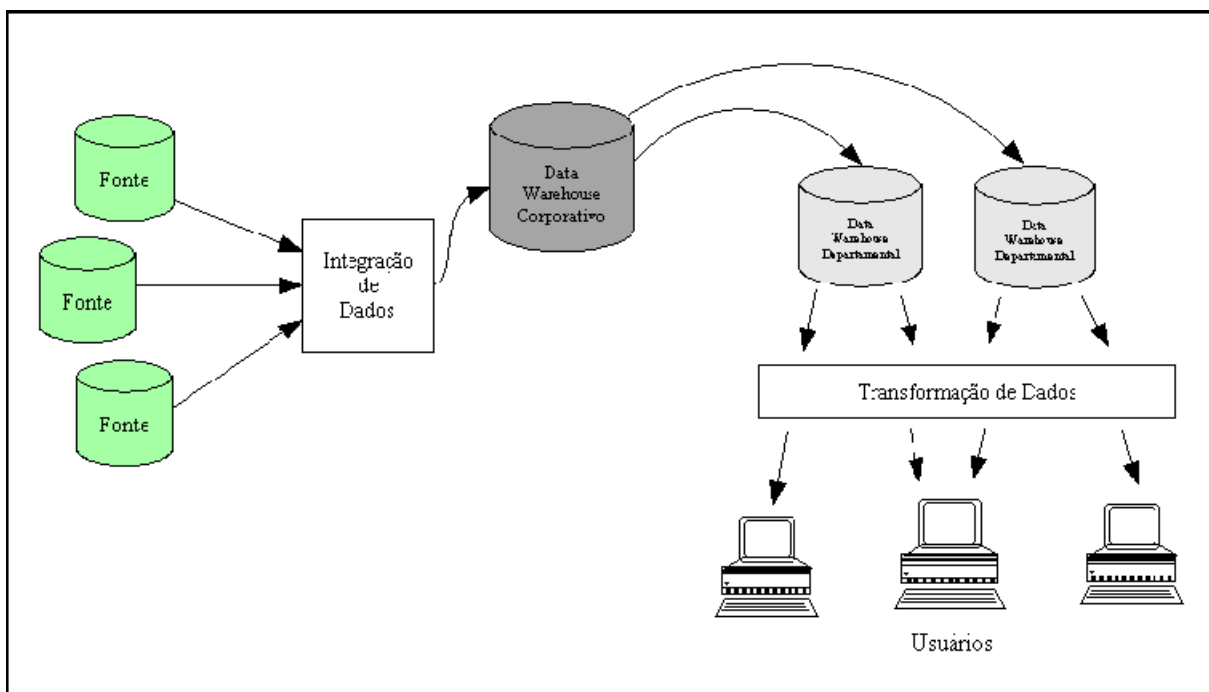 Fonte
Fonte
Fonte
Integração
de
Dados
Data
Warehouse
Corporativo
Data
Warehouse
Departamental
Data
Warehouse
Departamental
Transformação de Dados
Usuários